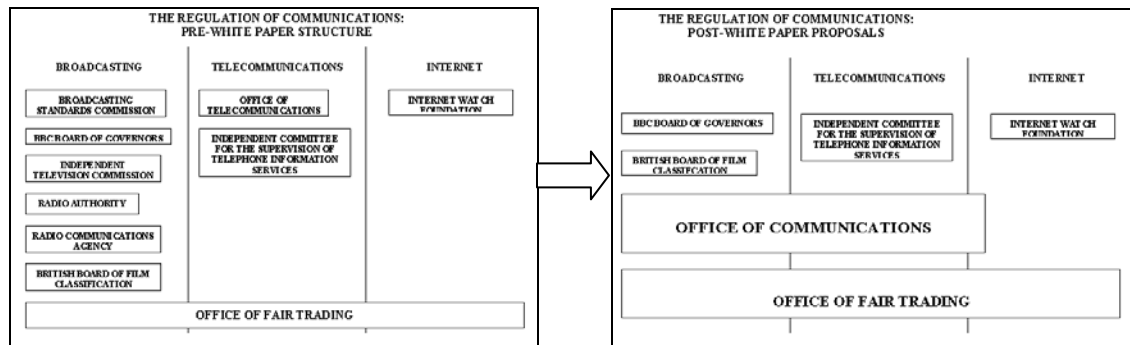 THE REGULATION OF COMMUNICATIONS:
PRE-WHITE PAPER STRUCTURE
BROADCASTING
TELECOMMUNICATIONS
INTERNET
BROADCASTING
STANDARDS COMMISSION
OFFICE OF
TELECOMMUNICATIONS
INTERNET WATCH
FOUNDATION
BBC BOARD OF GOVERNORS
INDEPENDENT COMMITTEE
FOR THE SUPERVISION OF
TELEPHONE INFORMATION
SERVICES
INDEPENDENT
TELEVISION COMMISSION
RADIO AUTHORITY
RADIO COMMUNICATIONS
AGENCY
BRITISH BOARD OF FILM
CLASSIFICATION
OFFICE OF FAIR TRADING
THE REGULATION OF COMMUNICATIONS:
POST-WHITE PAPER PROPOSALS
BROADCASTING
TELECOMMUNICATIONS
INTERNET
BBC BOARD OF GOVERNORS
INDEPENDENT COMMITTEE
FOR THE SUPERVISION OF
TELEPHONE INFORMATION
SERVICES
INTERNET WATCH
FOUNDATION
BRITISH BOARD OF FILM
CLASSIFICATION
OFFICE OF COMMUNICATIONS
OFFICE OF FAIR TRADING